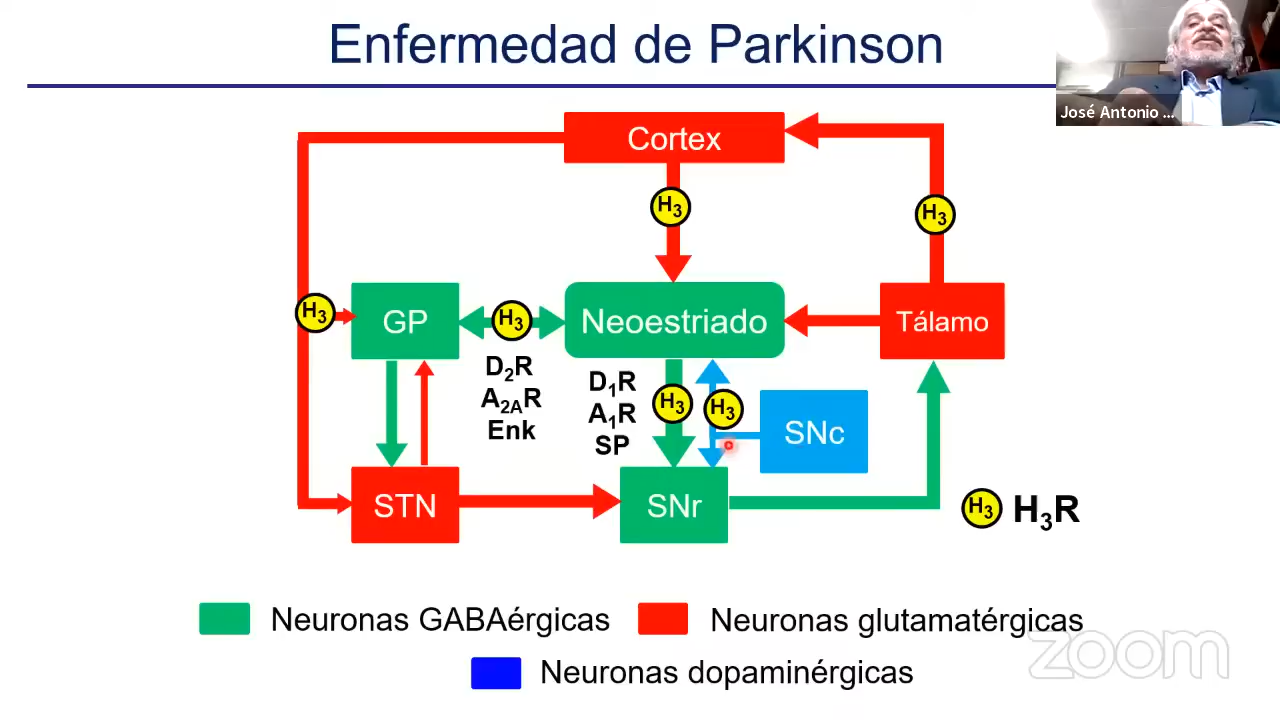 Enfermedad de Parkinson
José Antonio ...
Cortex
H3
H3
H3
GP
H3
Neoestriado
Tálamo
D2R
A2AR
Enk
D1R
A1R
SP
H3
H3
SNc
STN
SNr
H3 H3R
Neuronas GABAérgicas
Neuronas glutamatérgicas
Neuronas dopaminérgicas
zoom